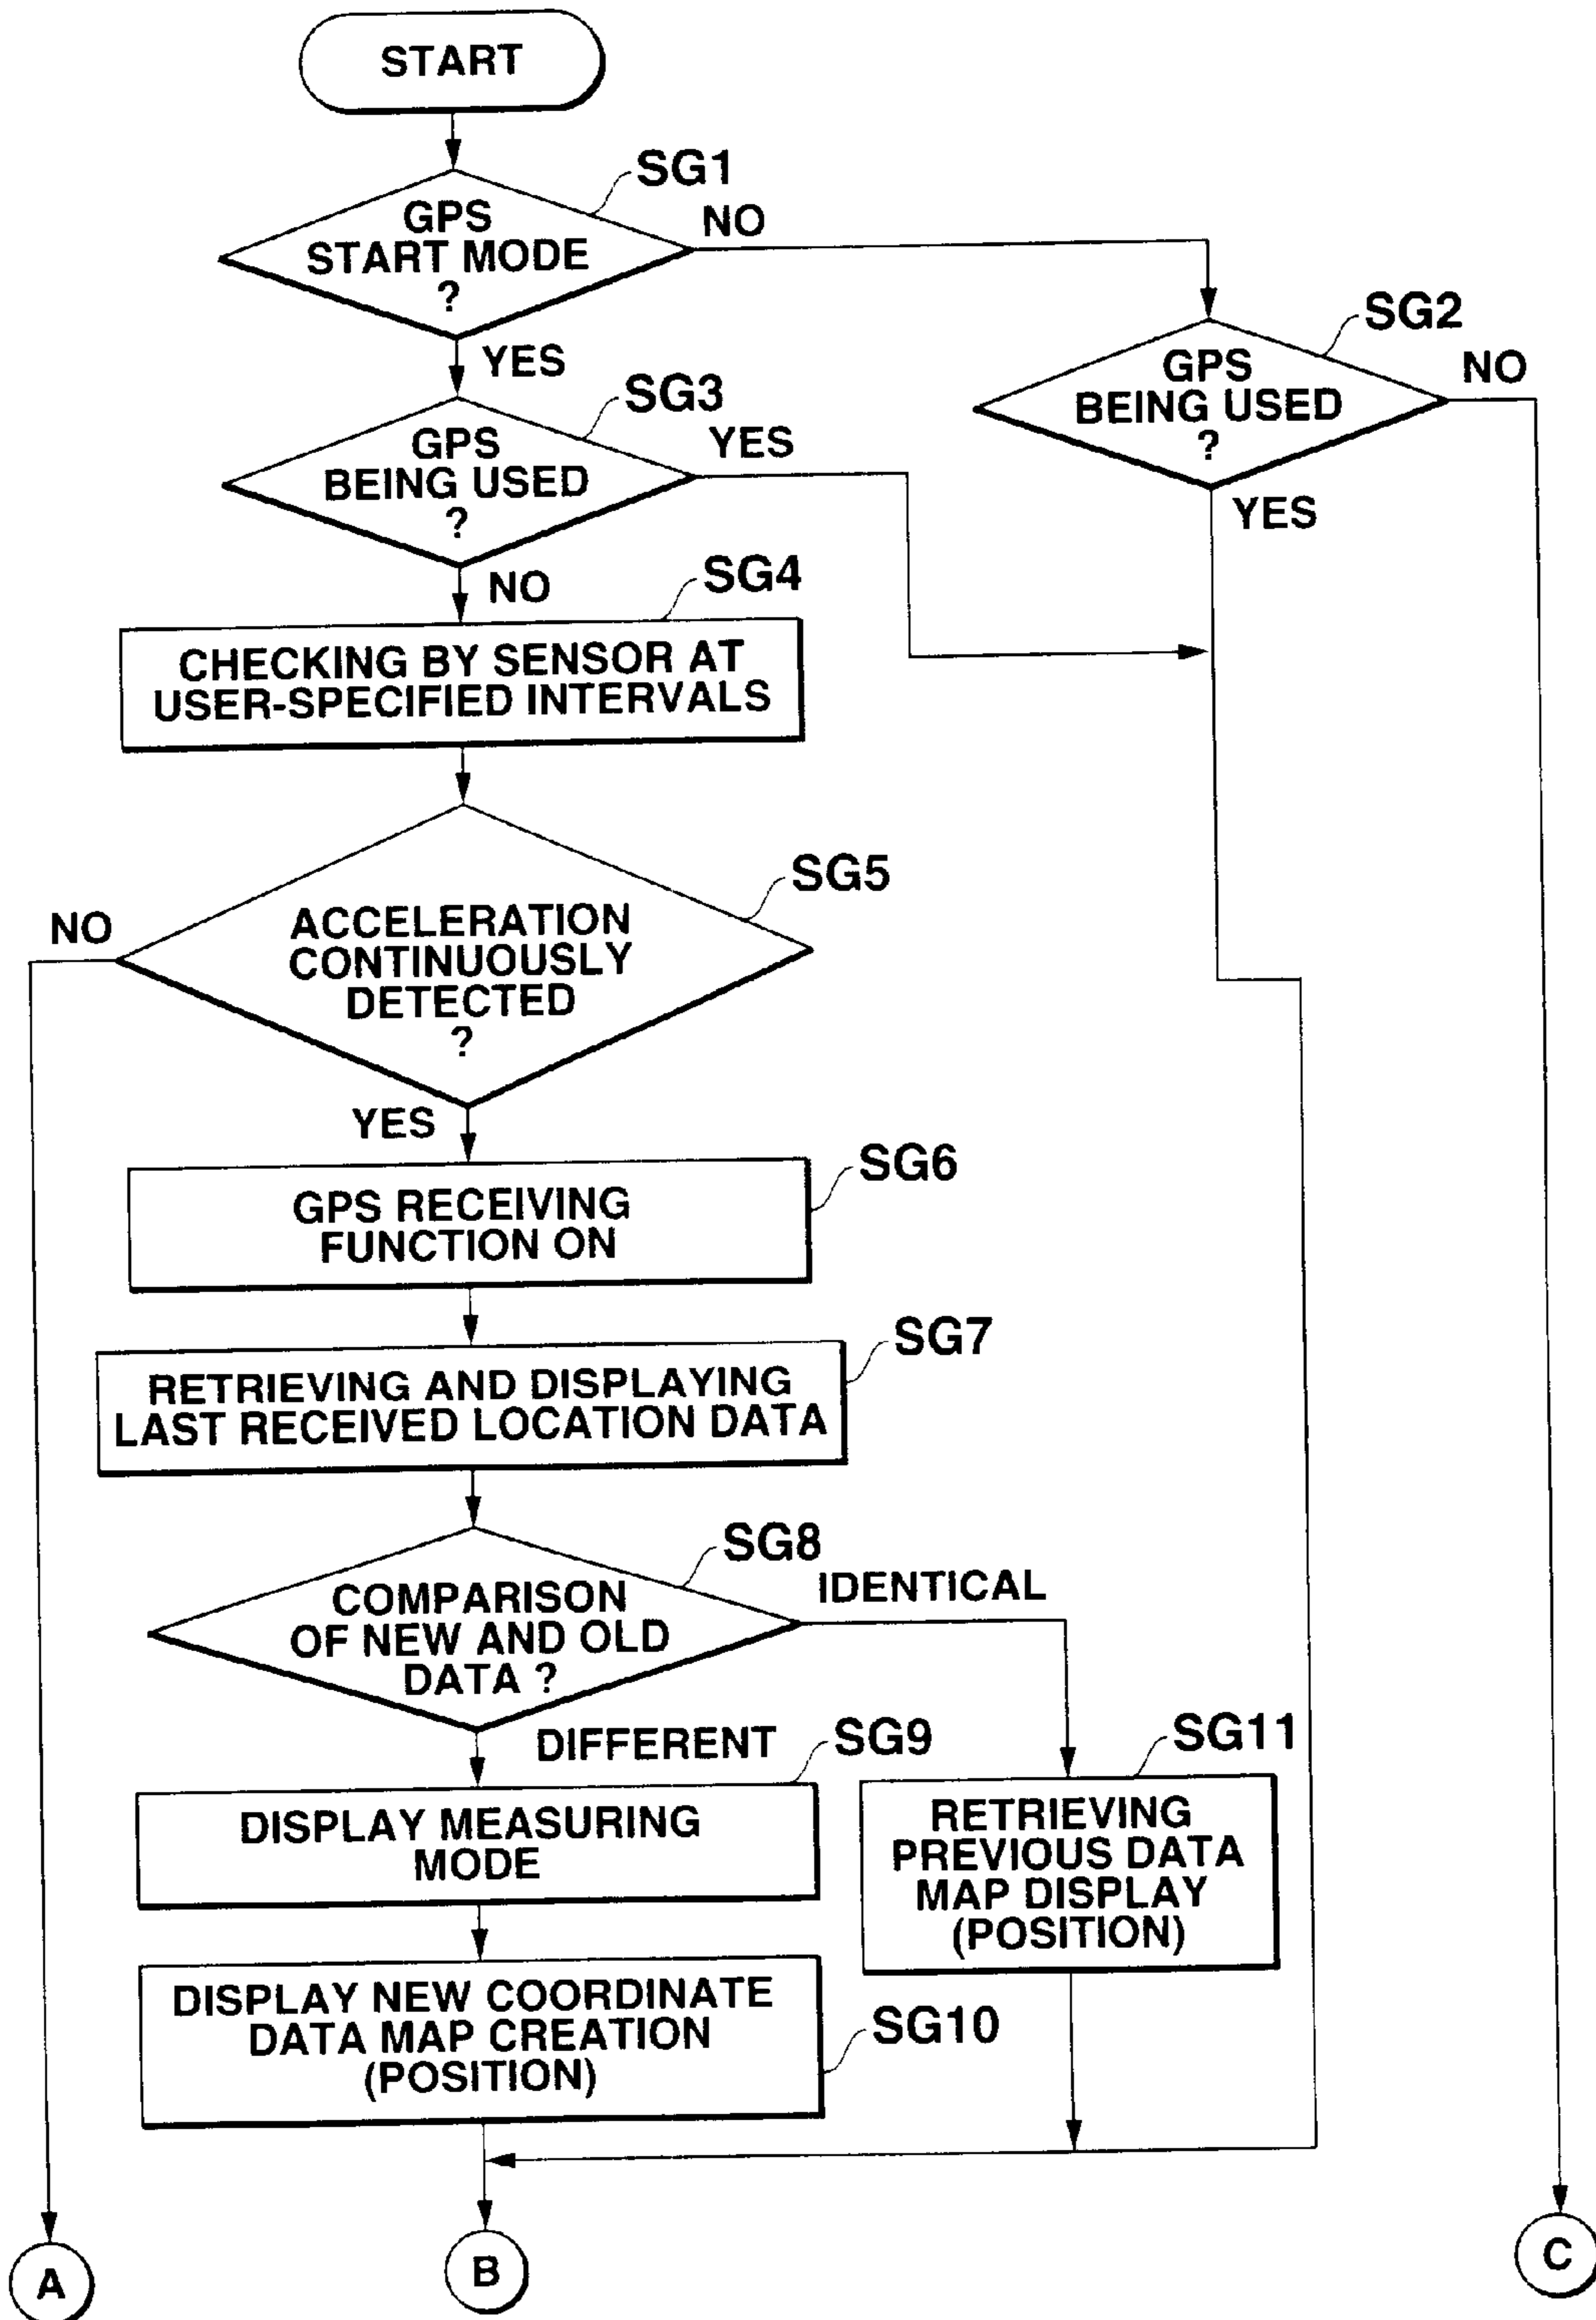 START
SG1
GPS
START MODE
?
NO
YES
SG2
GPS
BEING USED
?
NO
YES
SG3
GPS
BEING USED
?
YES
NO
SG4
CHECKING BY SENSOR AT
USER-SPECIFIED INTERVALS
SG5
ACCELERATION
CONTINUOUSLY
DETECTED
?
NO
YES
SG6
GPS RECEIVING
FUNCTION ON
SG7
RETRIEVING AND DISPLAYING
LAST RECEIVED LOCATION DATA
SG8
COMPARISON
OF NEW AND OLD
DATA ?
IDENTICAL
DIFFERENT
SG9
DISPLAY MEASURING
MODE
SG11
RETRIEVING
PREVIOUS DATA
MAP DISPLAY
(POSITION)
DISPLAY NEW COORDINATE
DATA MAP CREATION
(POSITION)
SG10
A
B
C